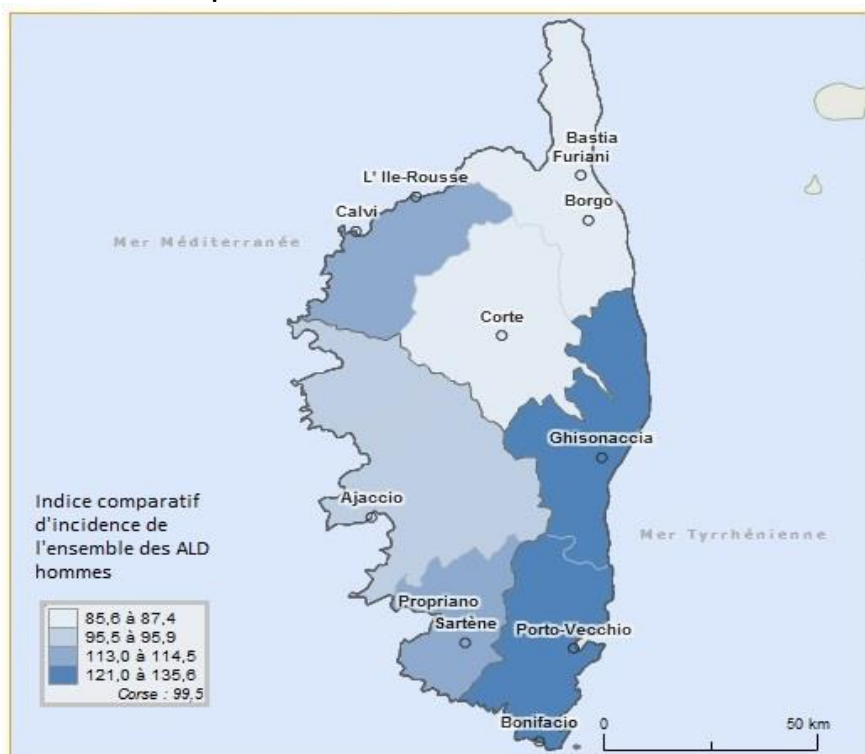 Bastia
Furiani
L' Ile-Rousse
Borgo
Calvi
Mer Méditerranée
Corte
Ghisonaccia
Ajaccio
Mer Tyrrhénienne
Indice comparatif
d'incidence de
l'ensemble des ALD
hommes
Propriano
Sartène
Porto-Vecchio
85,6 à 87,4
95,5 à 95,9
113,0 à 114,5
121,0 à 135,6
Corse : 99,5
Bonifacio
0 50 km